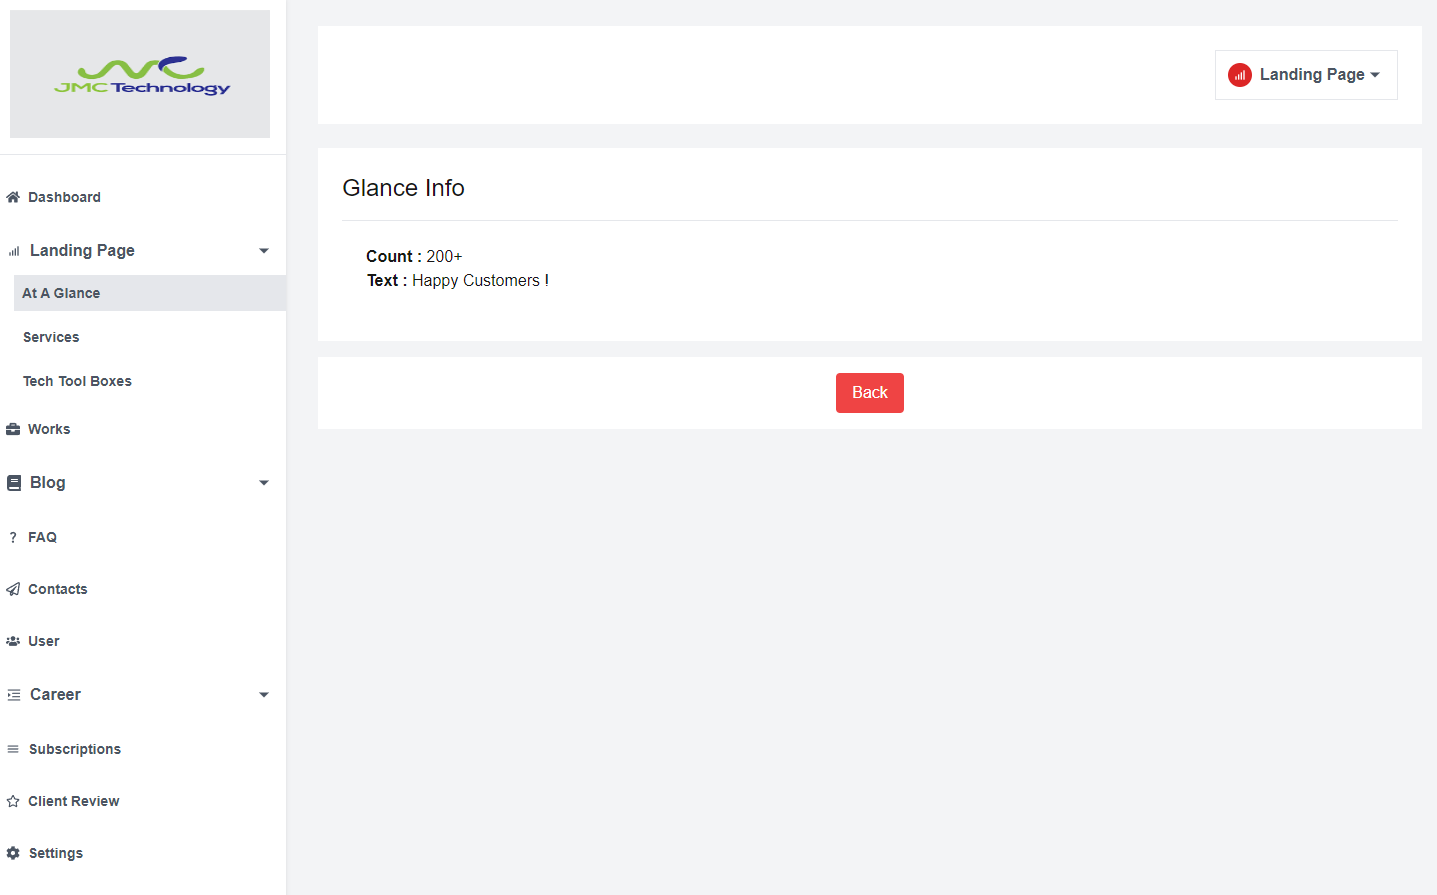 JMC Technology
Dashboard
Landing Page
At A Glance
Services
Tech Tool Boxes
Works
Blog
? FAQ
Contacts
User
Career
Subscriptions
Client Review
Settings
Landing Page
Glance Info
Count : 200+
Text : Happy Customers !
Back